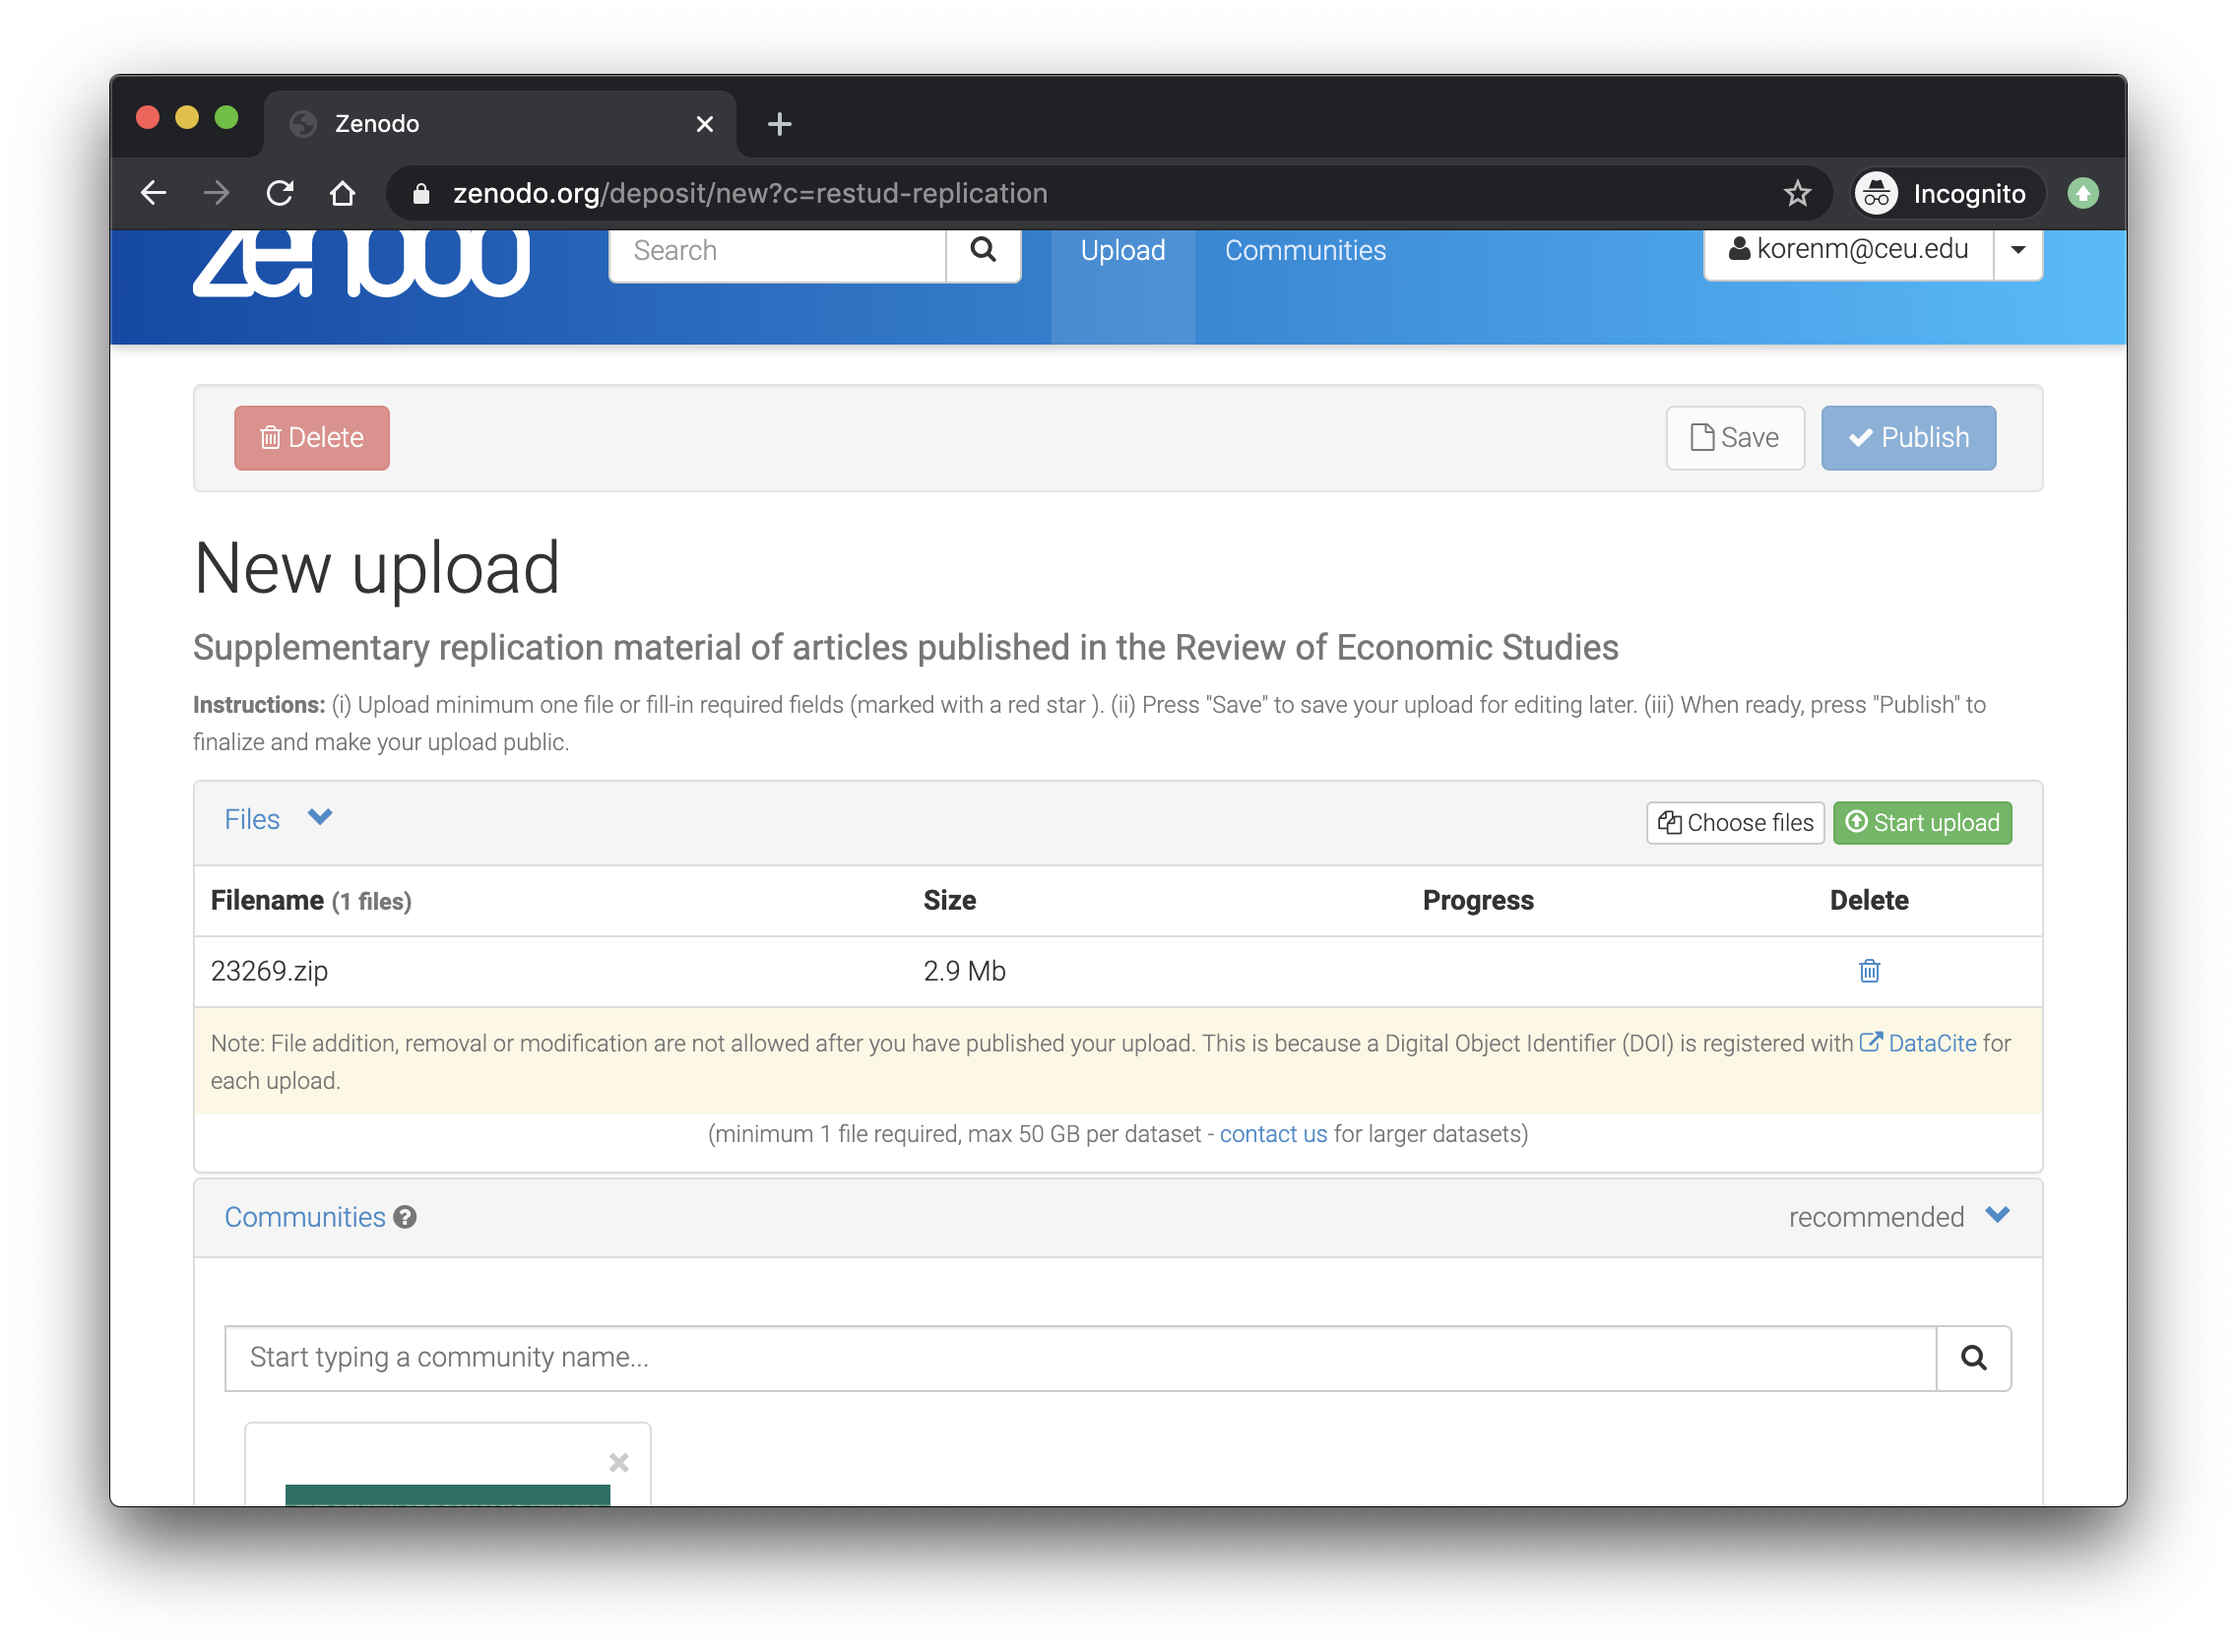 Zenodo
zenodo.org/deposit/new?c=restud-replication
Incognito
zenodo
Search
Upload
Communities
korenm@ceu.edu
Delete
Save
Publish
New upload
Supplementary replication material of articles published in the Review of Economic Studies
Instructions: (i) Upload minimum one file or fill-in required fields (marked with a red star ). (ii) Press "Save" to save your upload for editing later. (iii) When ready, press "Publish" to
finalize and make your upload public.
Files
Choose files
Start upload
Filename (1 files)
Size
Progress
Delete
23269.zip
2.9 Mb
Note: File addition, removal or modification are not allowed after you have published your upload. This is because a Digital Object Identifier (DOI) is registered with DataCite for
each upload.
(minimum 1 file required, max 50 GB per dataset - contact us for larger datasets)
Communities
recommended
Start typing a community name...